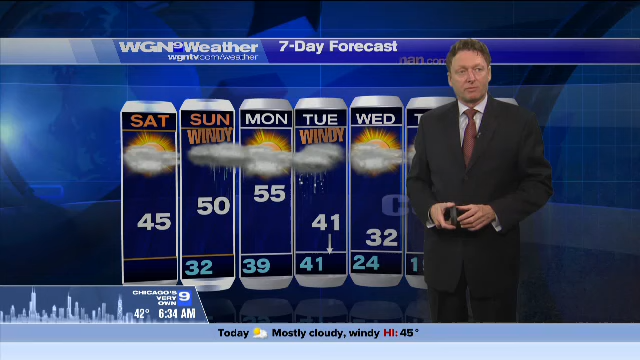 WGN 9 Weather
wgntv.com/weather
7-Day Forecast
SAT SUN MON TUE WED
WINDY WINDY
45 50 55 41 32
32 39 41 24
CHICAGO'S
VERY
OWN 9
42° 6:34 AM
Today Mostly cloudy, windy HI: 45°